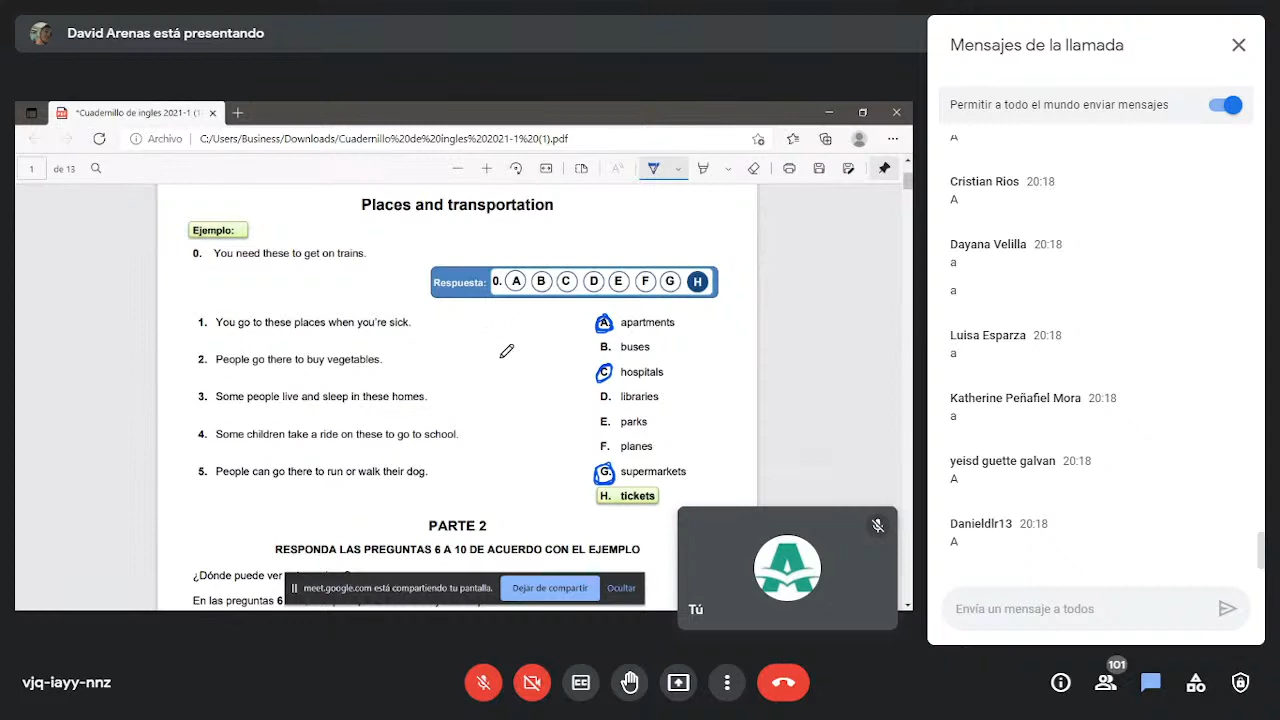 David Arenas está presentando
*Cuadernillo de ingles 2021-1 (1
Archivo | C:/Users/Business/Downloads/Cuadernillo%20de%20ingles%202021-1%20(1).pdf
1 de 13
Places and transportation
Ejemplo:
0. You need these to get on trains.
Respuesta: 0. A B C D E F G H
1. You go to these places when you're sick.
2. People go there to buy vegetables.
3. Some people live and sleep in these homes.
4. Some children take a ride on these to go to school.
5. People can go there to run or walk their dog.
A apartments
B. buses
C hospitals
D. libraries
E. parks
F. planes
G. supermarkets
H. tickets
PARTE 2
RESPONDA LAS PREGUNTAS 6 A 10 DE ACUERDO CON EL EJEMPLO
¿Dónde puede ver
En las preguntas 6
meet.google.com está compartiendo tu pantalla.
Dejar de compartir
Ocultar
Tú
Mensajes de la llamada
Permitir a todo el mundo enviar mensajes
A
Cristian Rios 20:18
A
Dayana Velilla 20:18
a
a
Luisa Esparza 20:18
a
Katherine Peñafiel Mora 20:18
a
yeisd guette galvan 20:18
A
Danieldlr13 20:18
A
Envía un mensaje a todos
vjq-iayy-nnz
101